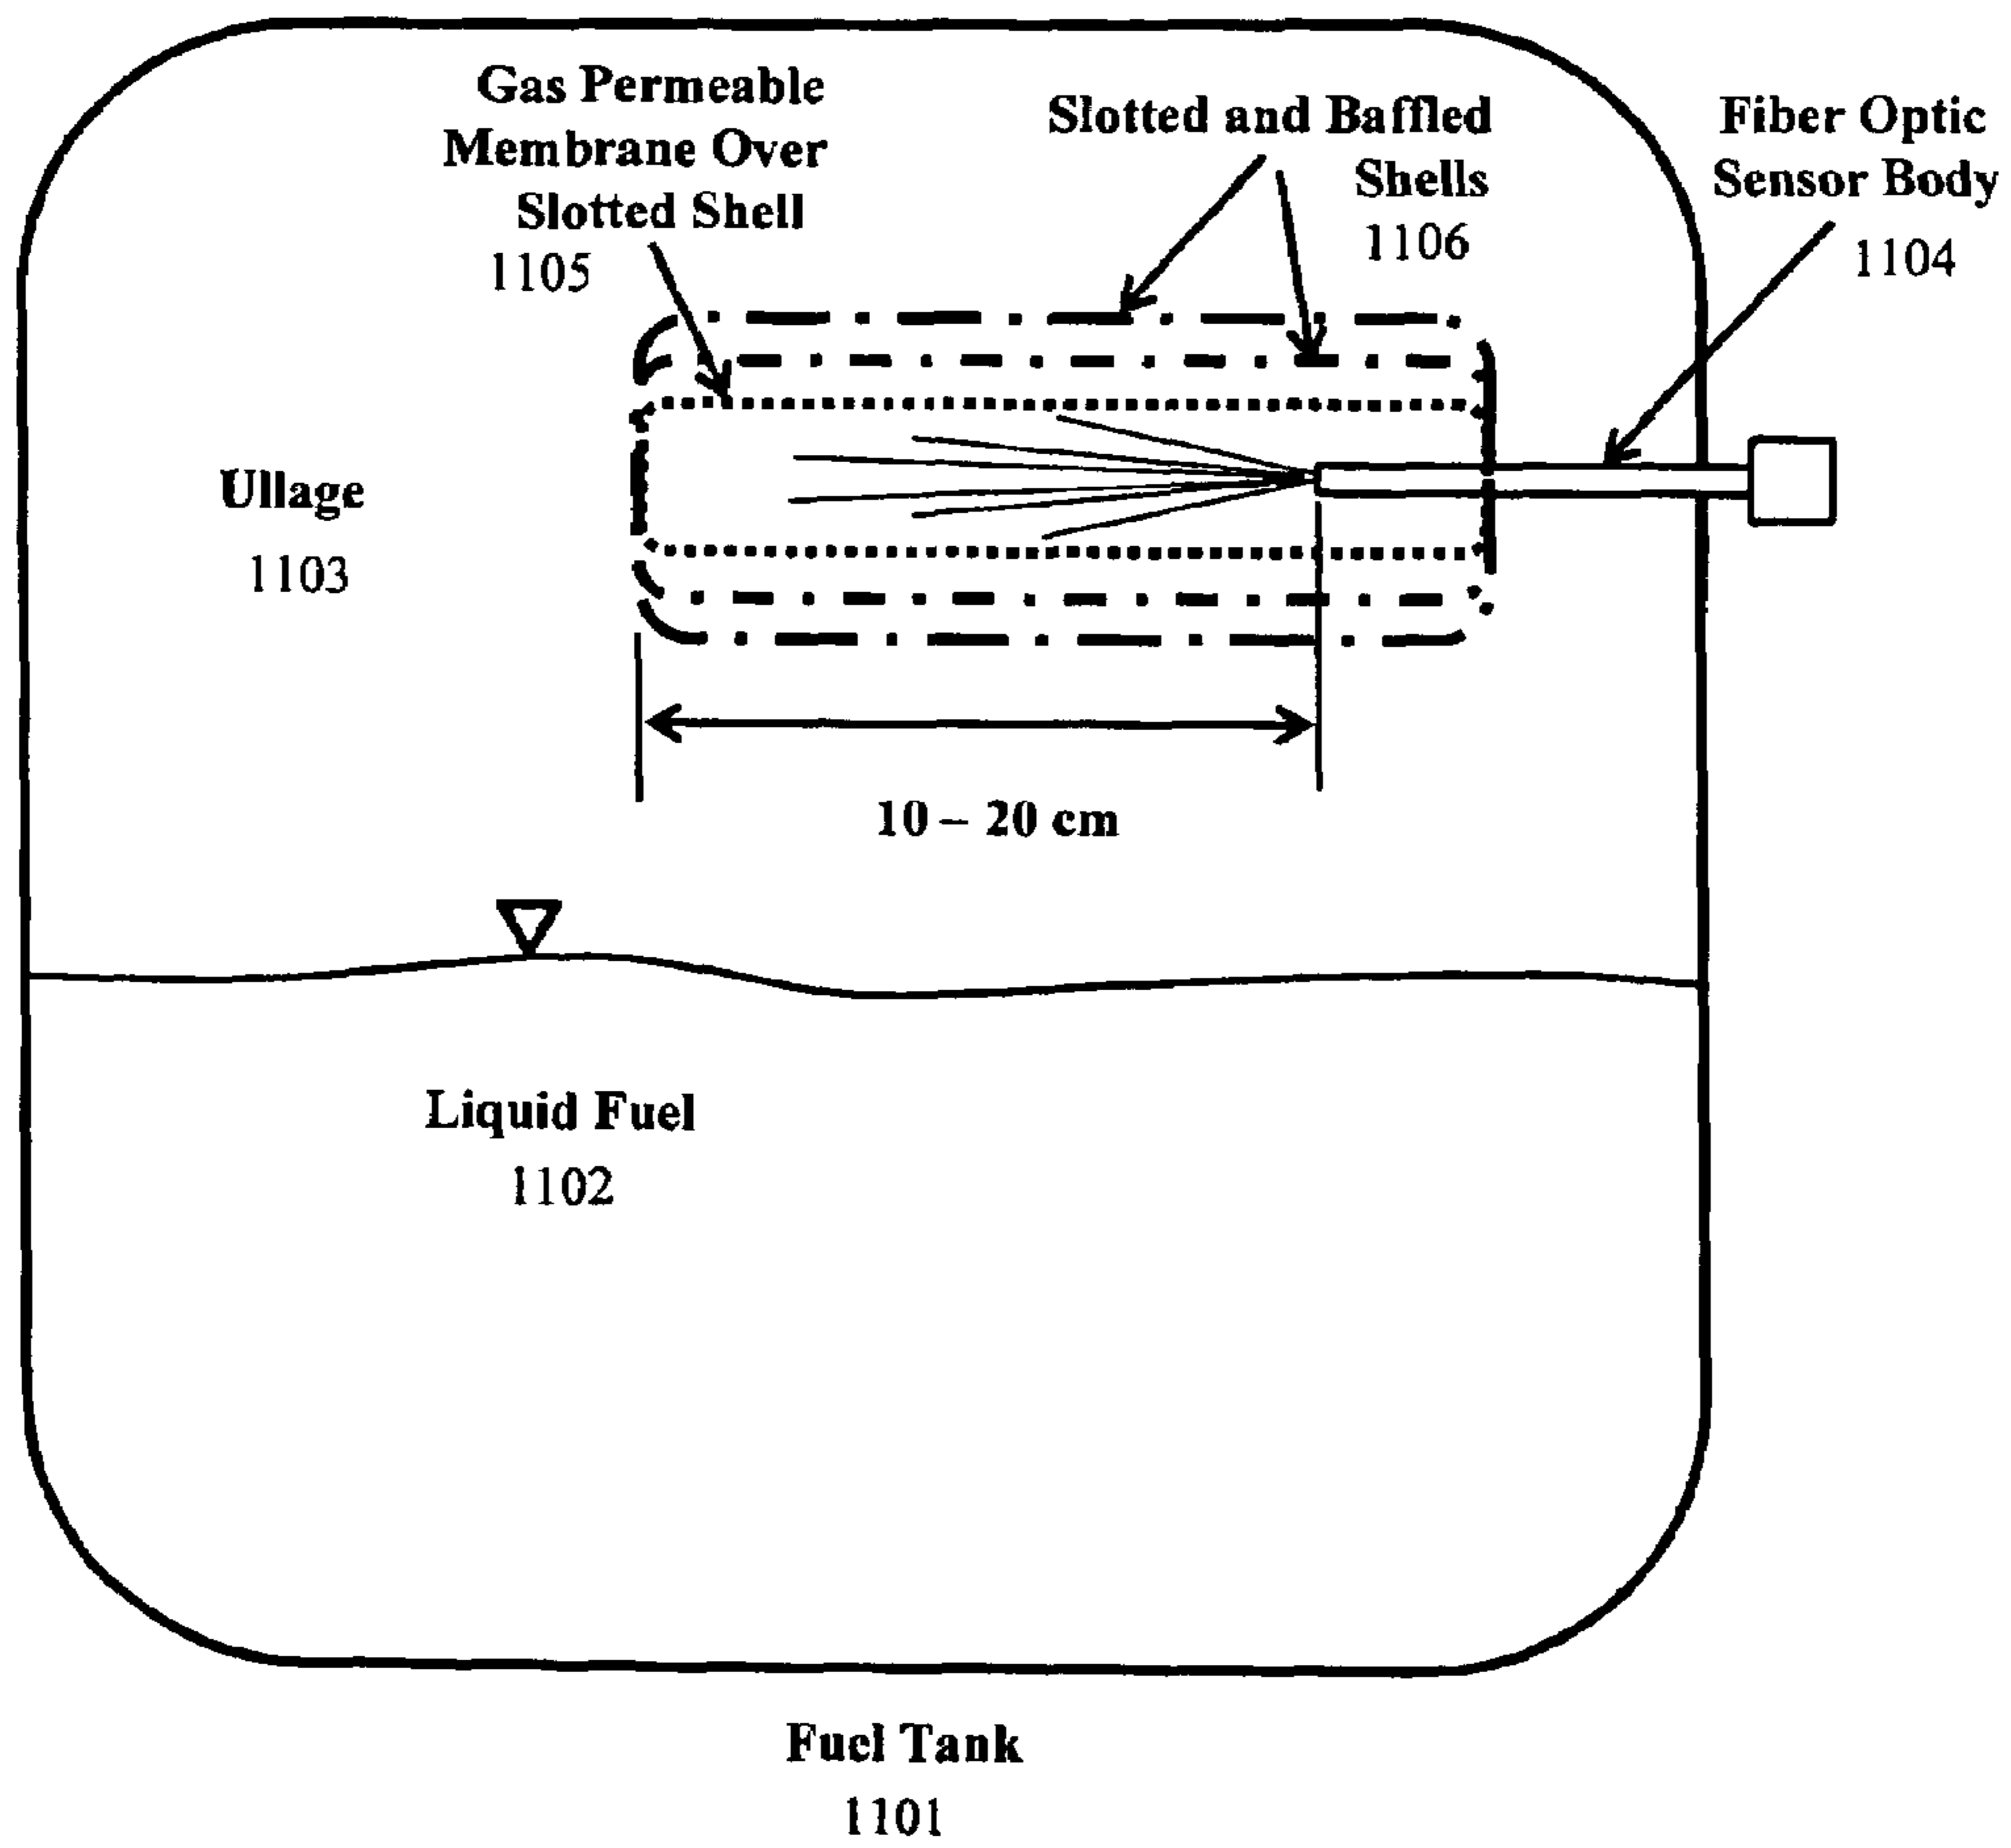 Gas Permeable
Membrane Over
Slotted Shell
1105
Slotted and Baffled
Shells
1106
Fiber Optic
Sensor Body
1104
Ullage
1103
10 – 20 cm
Liquid Fuel
1102
Fuel Tank
1101